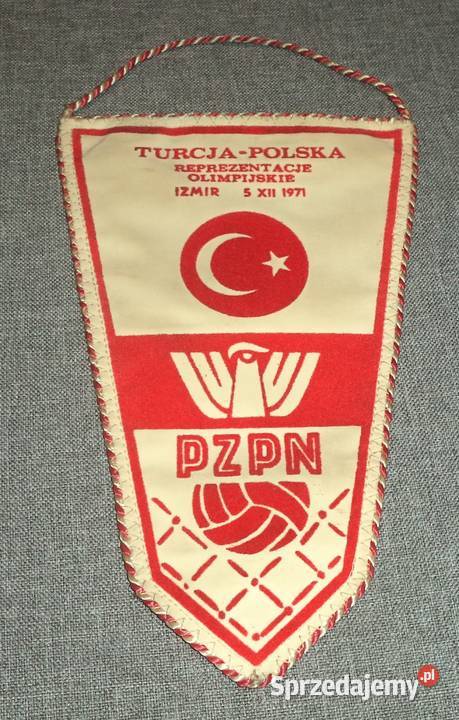 TURCJA-POLSKA
REPREZENTACJE
OLIMPIJSKIE
IZMIR 5 XII 1971
PZPN
Sprzedajemy.pl